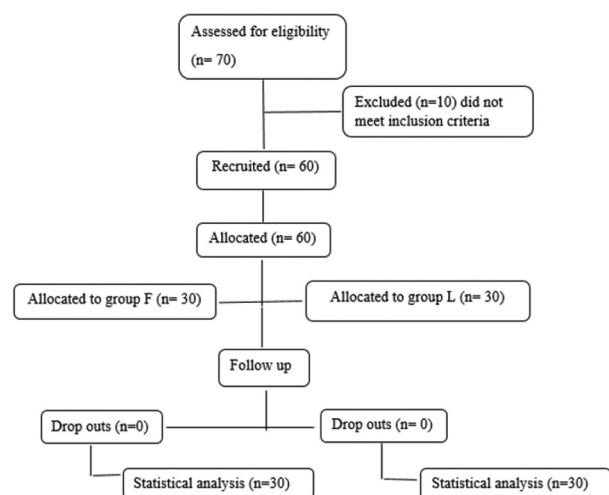 Assessed for eligibility
(n= 70)
Excluded (n=10) did not
meet inclusion criteria
Recruited (n= 60)
Allocated (n= 60)
Allocated to group F (n= 30)
Allocated to group L (n= 30)
Follow up
Drop outs (n=0)
Drop outs (n= 0)
Statistical analysis (n=30)
Statistical analysis (n=30)